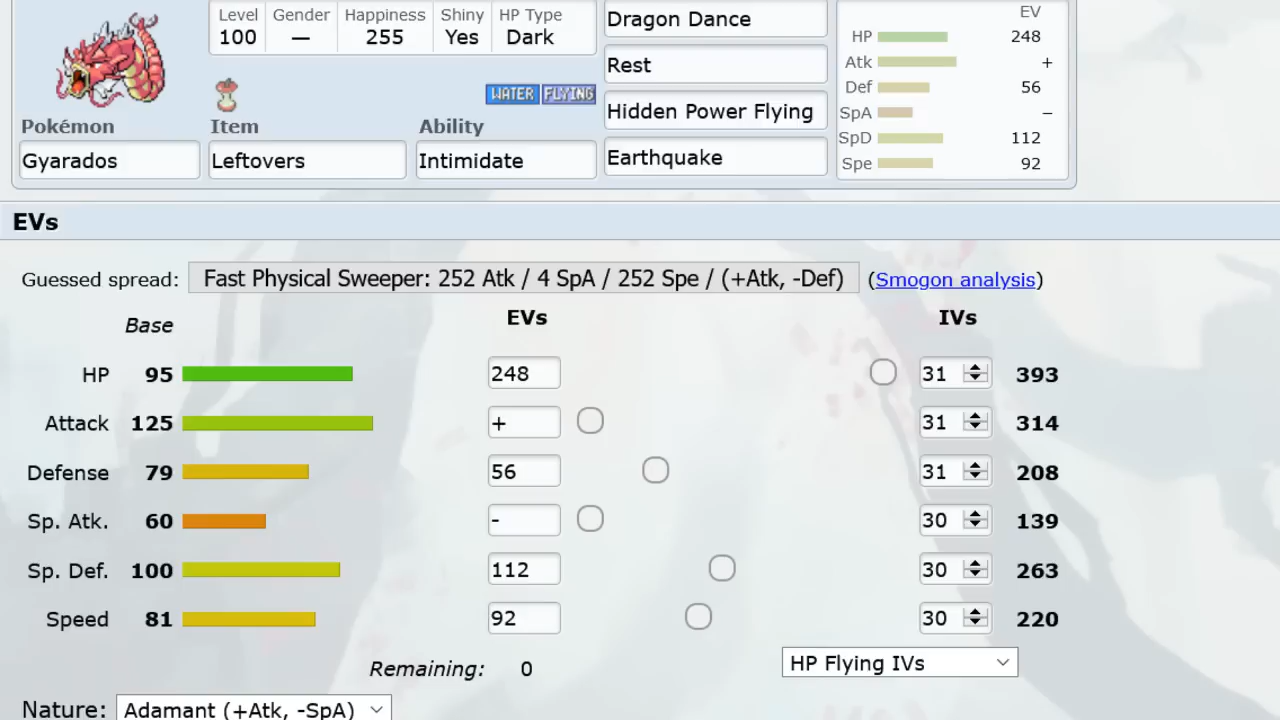 Level Gender Happiness Shiny HP Type
100 — 255 Yes Dark
WATER FLYING
Pokémon Item Ability
Gyarados Leftovers Intimidate
Dragon Dance
Rest
Hidden Power Flying
Earthquake
EV
HP 248
Atk +
Def 56
SpA −
SpD 112
Spe 92
EVs
Guessed spread: Fast Physical Sweeper: 252 Atk / 4 SpA / 252 Spe / (+Atk, -Def) (Smogon analysis)
Base EVs IVs
HP 95 248 31 393
Attack 125 + 31 314
Defense 79 56 31 208
Sp. Atk. 60 - 30 139
Sp. Def. 100 112 30 263
Speed 81 92 30 220
Remaining: 0 HP Flying IVs
Nature: Adamant (+Atk, -SpA)